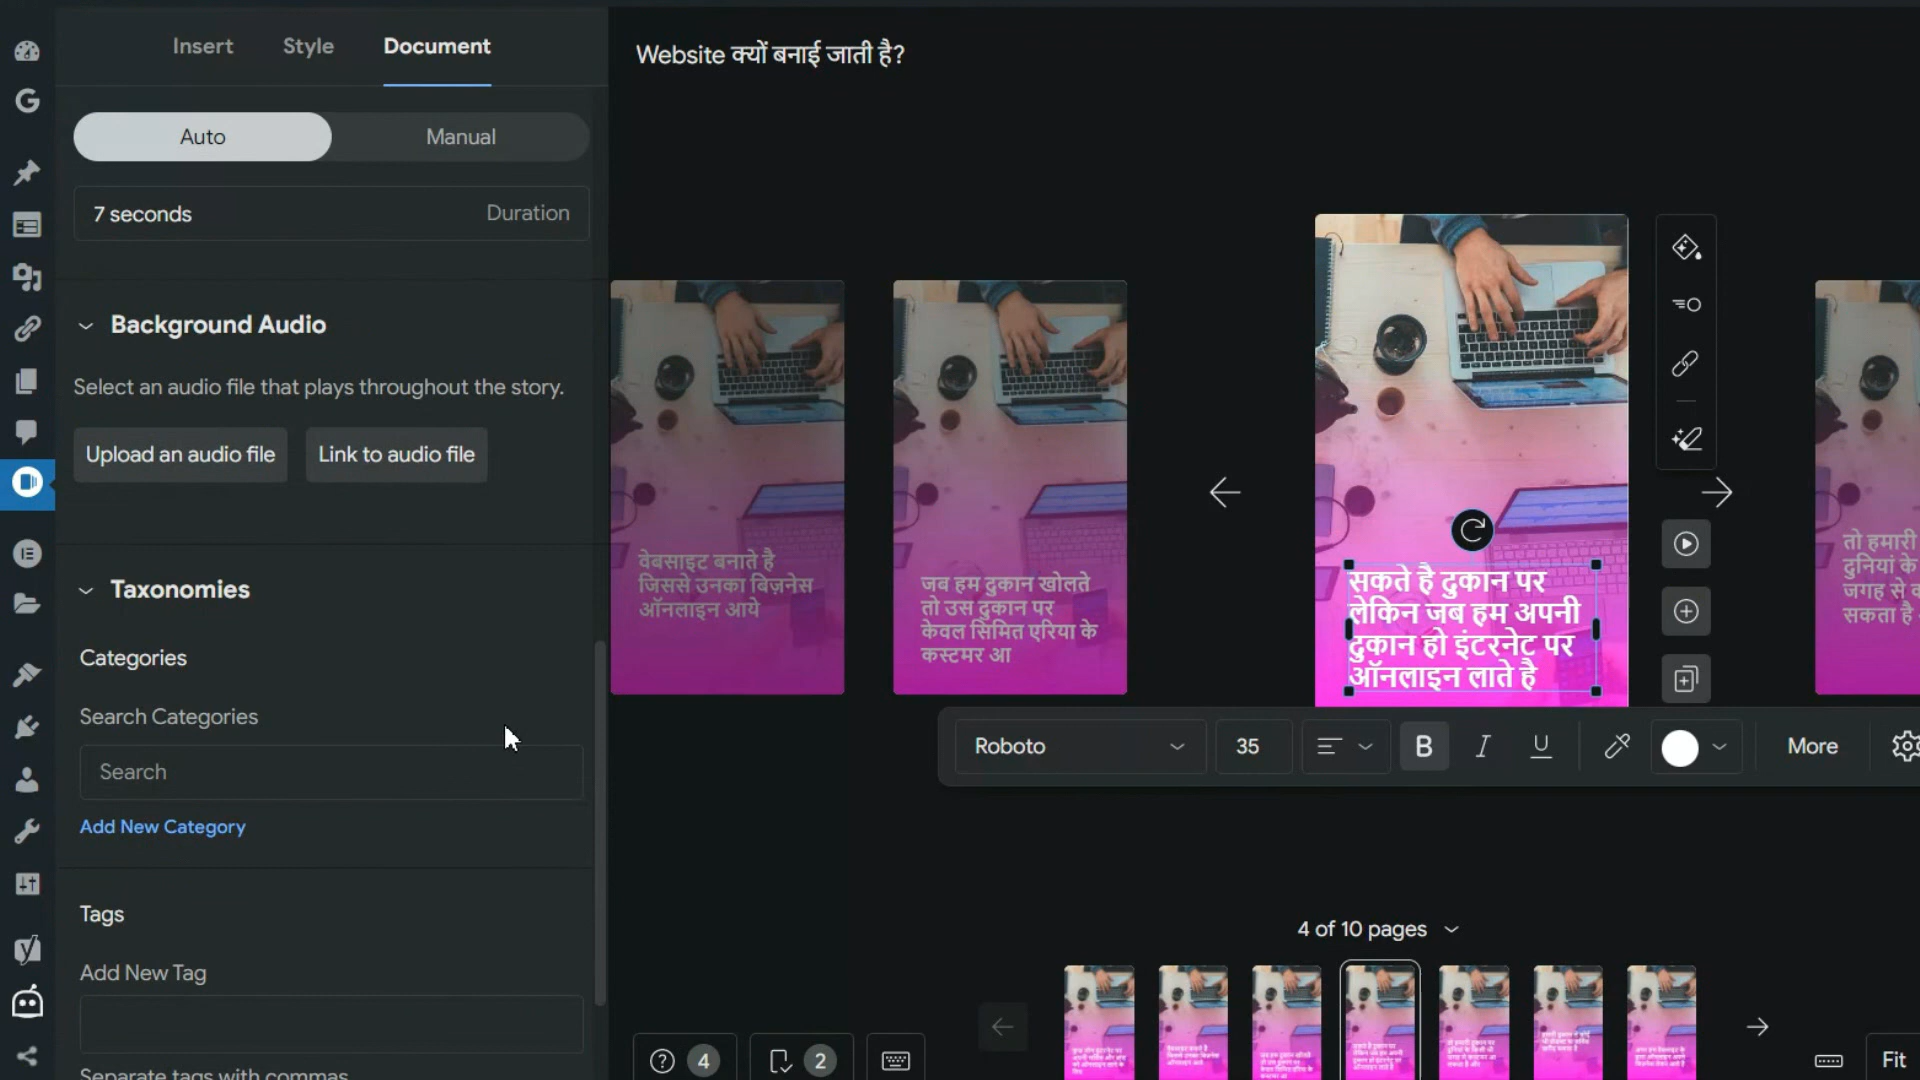 Insert Style Document
Website क्यों बनाई जाती है?
Auto Manual
7 seconds Duration
Background Audio
Select an audio file that plays throughout the story.
Upload an audio file Link to audio file
Taxonomies
Categories
Search Categories
Search
Add New Category
Tags
Add New Tag
Separate tags with commas
वेबसाइट बनाते है
जिससे उनका बिज़नेस
ऑनलाइन आये
जब हम दुकान खोलते
तो उस दुकान पर
केवल सिमित एरिया के
कस्टमर आ
सकते है दुकान पर
लेकिन जब हम अपनी
दुकान हो इंटरनेट पर
ऑनलाइन लाते है
तो हमारी
दुनियां के
जगह से
सकता है
Roboto 35 B I U More
4 of 10 pages
4 2 Fit